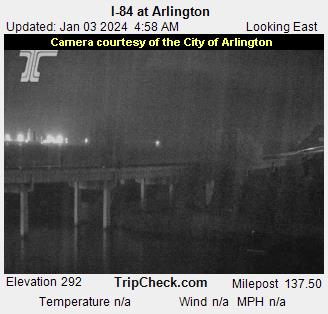 I-84 at Arlington
Updated: Jan 03 2024 4:58 AM Looking East
Camera courtesy of the City of Arlington
Elevation 292 TripCheck.com Milepost 137.50
Temperature n/a Wind n/a MPH n/a